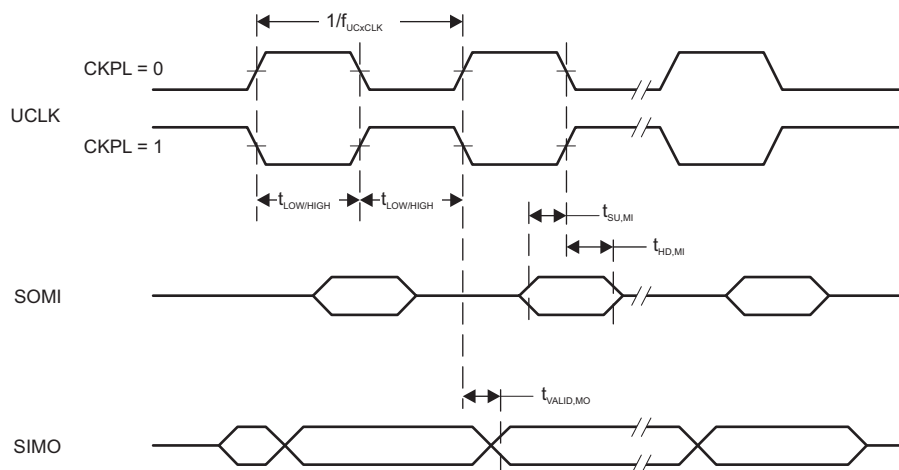 1/fUCxCLK
CKPL = 0
UCLK
CKPL = 1
tLOW/HIGH tLOW/HIGH
tSU,MI
tHD,MI
SOMI
tVALID,MO
SIMO